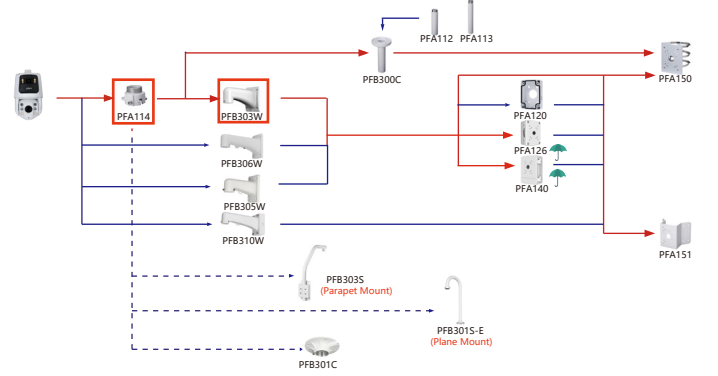 PFA112
PFA113
PFB300C
PFA150
PFA114
PFB303W
PFA120
PFB306W
PFA126
PFA140
PFB305W
PFB310W
PFA151
PFB303S
(Parapet Mount)
PFB301S-E
(Plane Mount)
PFB301C